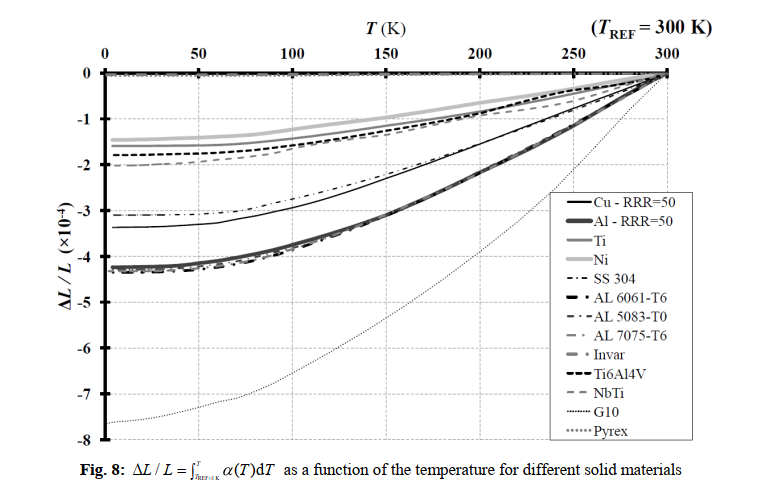 T (K) (TREF = 300 K)
0 50 100 150 200 250 300
0
-1
-2
-3
-4
-5
-6
-7
-8
ΔL / L (×10⁻⁴)
Cu - RRR=50
Al - RRR=50
Ti
Ni
SS 304
AL 6061-T6
AL 5083-T0
AL 7075-T6
Invar
Ti6Al4V
NbTi
G10
Pyrex
Fig. 8: ΔL / L = ∫ α(T)dT as a function of the temperature for different solid materials